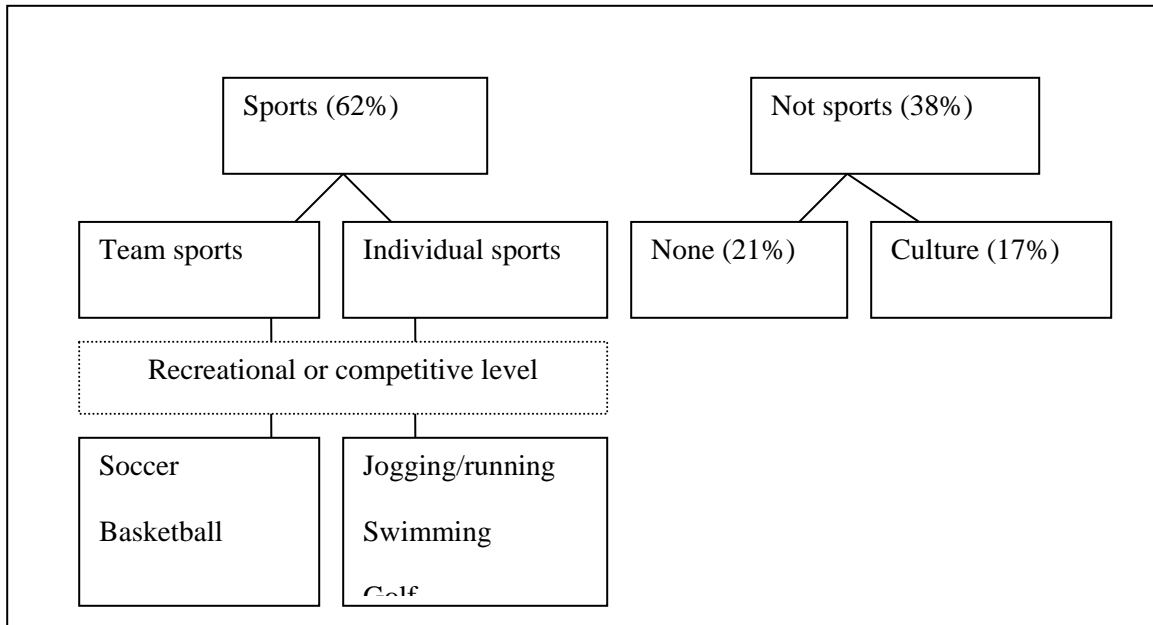 Sports (62%)
Not sports (38%)
Team sports
Individual sports
None (21%)
Culture (17%)
Recreational or competitive level
Soccer
Basketball
Jogging/running
Swimming
Golf